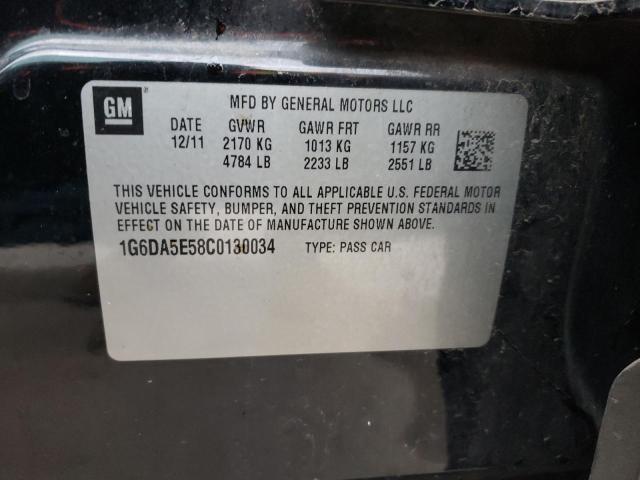 GM
MFD BY GENERAL MOTORS LLC
DATE GVWR GAWR FRT GAWR RR
12/11 2170 KG 1013 KG 1157 KG
4784 LB 2233 LB 2551 LB
THIS VEHICLE CONFORMS TO ALL APPLICABLE U.S. FEDERAL MOTOR
VEHICLE SAFETY, BUMPER, AND THEFT PREVENTION STANDARDS IN
EFFECT ON THE DATE OF MANUFACTURE SHOWN ABOVE.
1G6DA5E58C0130034 TYPE: PASS CAR